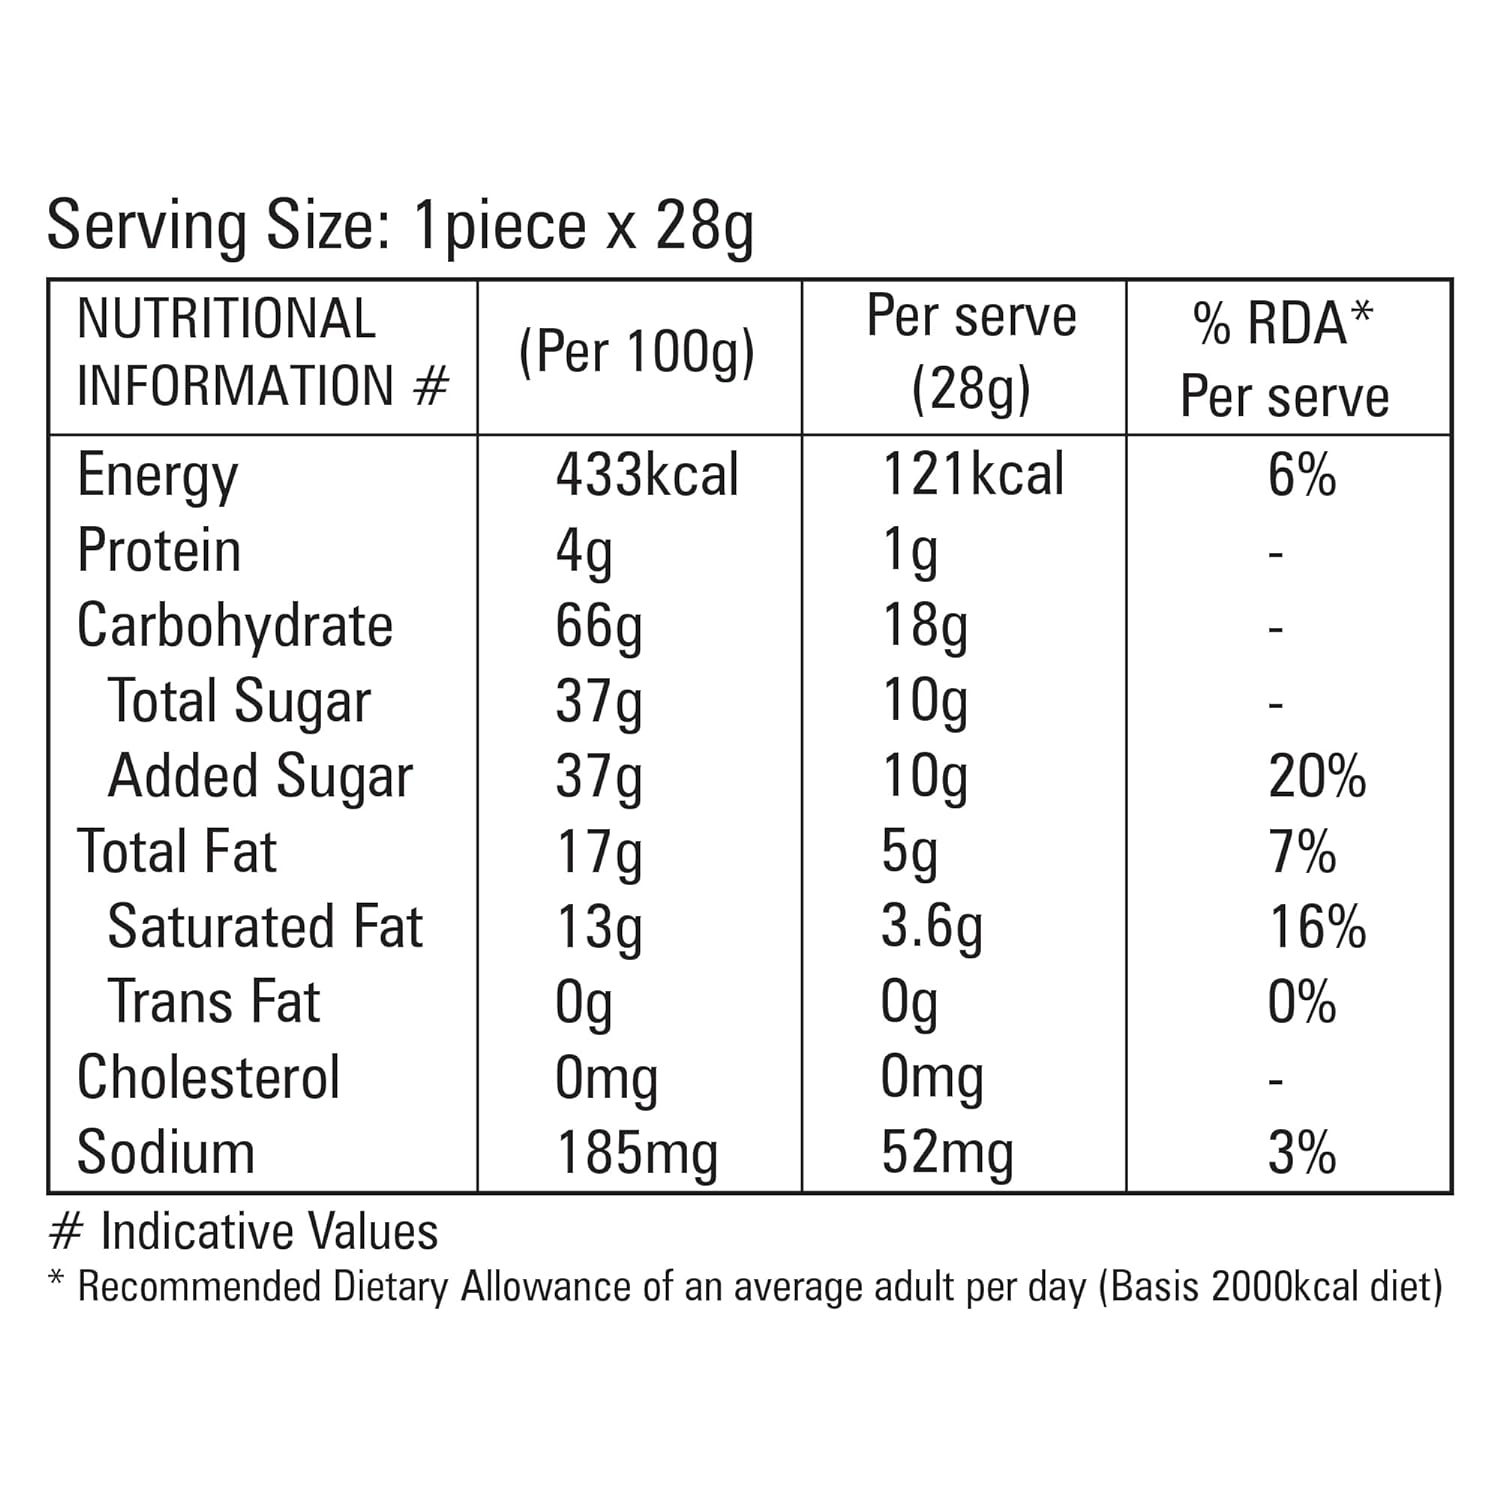 Serving Size: 1piece x 28g
NUTRITIONAL INFORMATION # (Per 100g) Per serve (28g) % RDA* Per serve
Energy 433kcal 121kcal 6%
Protein 4g 1g -
Carbohydrate 66g 18g -
Total Sugar 37g 10g -
Added Sugar 37g 10g 20%
Total Fat 17g 5g 7%
Saturated Fat 13g 3.6g 16%
Trans Fat 0g 0g 0%
Cholesterol 0mg 0mg -
Sodium 185mg 52mg 3%
# Indicative Values
* Recommended Dietary Allowance of an average adult per day (Basis 2000kcal diet)